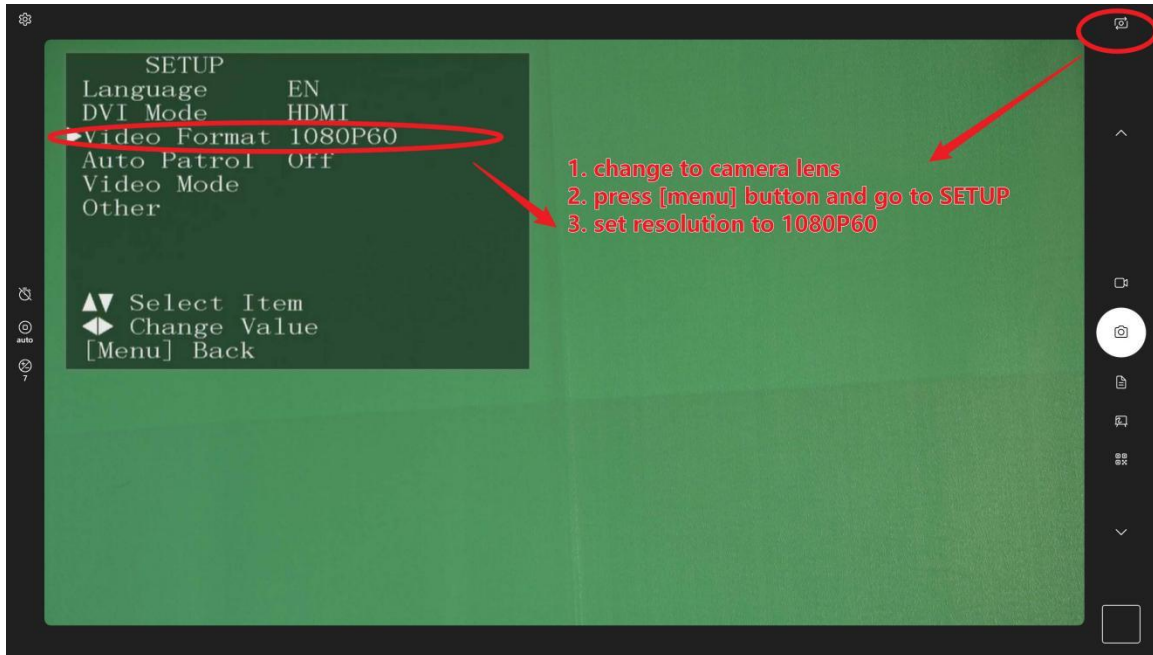 SETUP
Language EN
DVI Mode HDMI
Video Format 1080P60
Auto Patrol Off
Video Mode
Other
▲▼ Select Item
◀▶ Change Value
[Menu] Back
1. change to camera lens
2. press [menu] button and go to SETUP
3. set resolution to 1080P60
auto
7